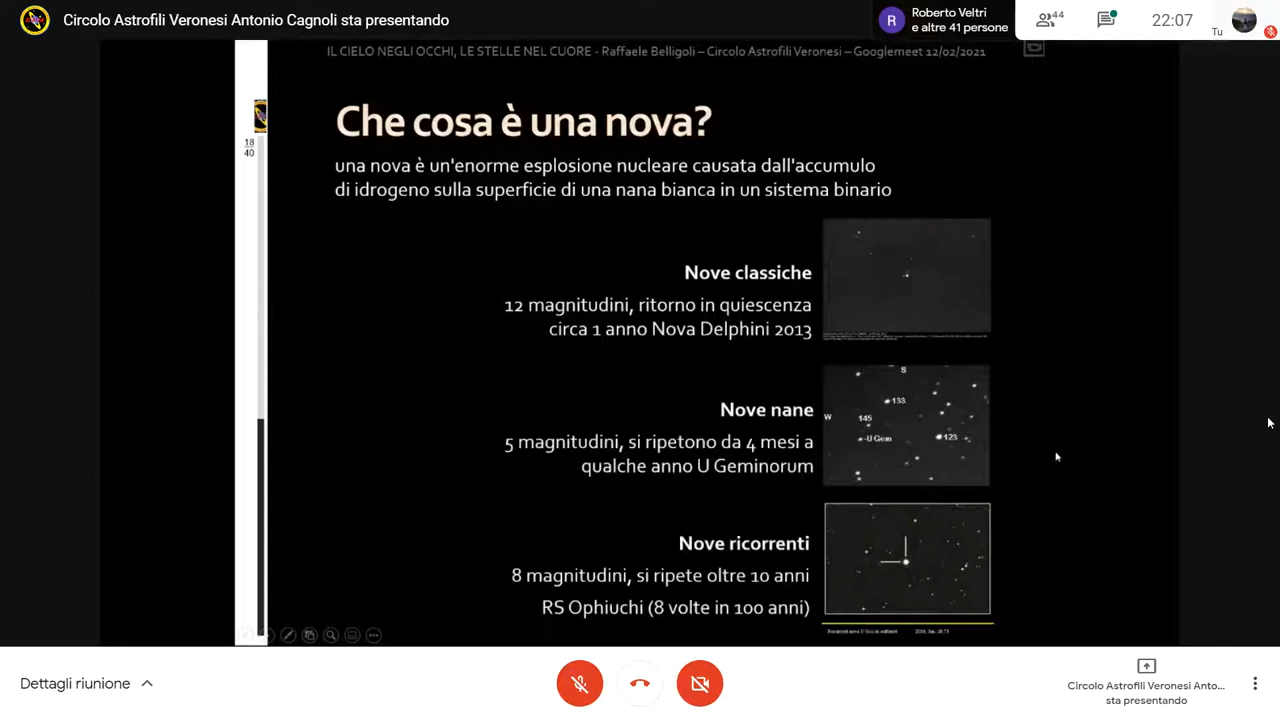 Circolo Astrofili Veronesi Antonio Cagnoli sta presentando
Roberto Veltri
e altre 41 persone
R
44
22:07
Tu
IL CIELO NEGLI OCCHI, LE STELLE NEL CUORE - Raffaele Belligoli – Circolo Astrofili Veronesi – Googlemeet 12/02/2021
18
40
Che cosa è una nova?
una nova è un'enorme esplosione nucleare causata dall'accumulo
di idrogeno sulla superficie di una nana bianca in un sistema binario
Nove classiche
12 magnitudini, ritorno in quiescenza
circa 1 anno Nova Delphini 2013
Nove nane
5 magnitudini, si ripetono da 4 mesi a
qualche anno U Geminorum
S
133
W
145
U Gem
123
Nove ricorrenti
8 magnitudini, si ripete oltre 10 anni
RS Ophiuchi (8 volte in 100 anni)
Dettagli riunione
Circolo Astrofili Veronesi Anto...
sta presentando